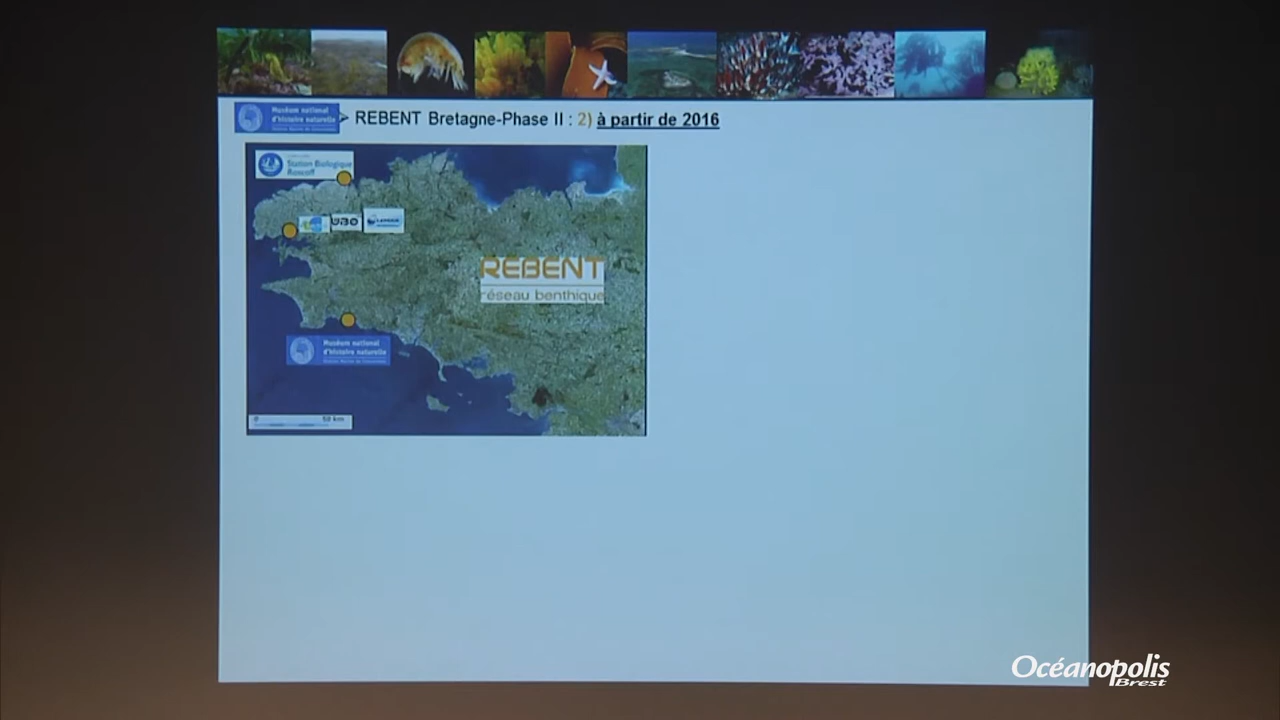 Muséum national
d'histoire naturelle
➢ REBENT Bretagne-Phase II : 2) à partir de 2016
Station Biologique
Roscoff
UBO
REBENT
réseau benthique
Muséum national
d'histoire naturelle
0 50 km
Océanopolis
Brest